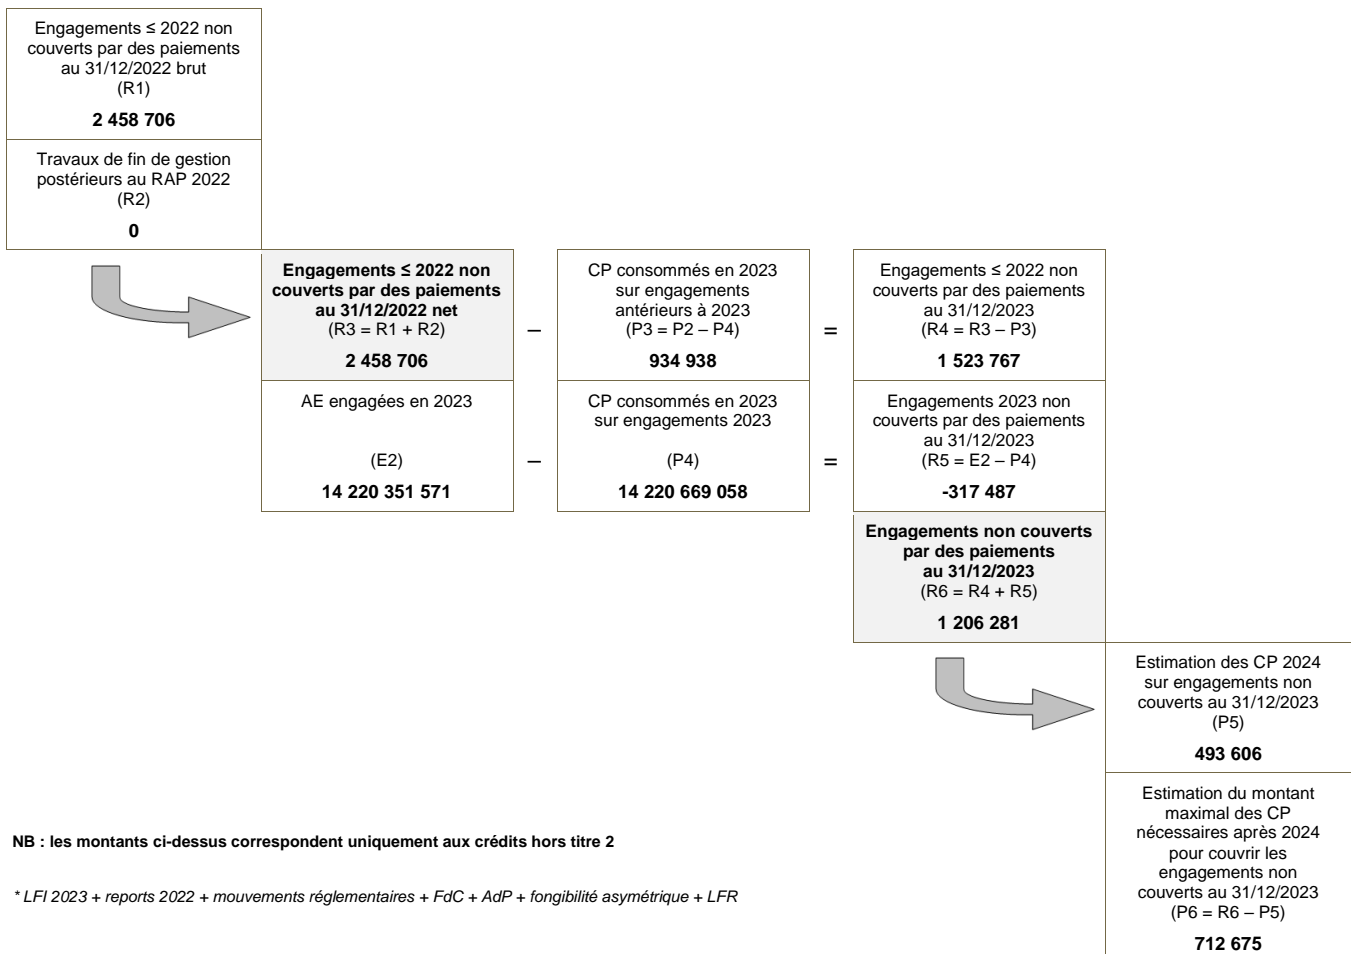 Engagements ≤ 2022 non
couverts par des paiements
au 31/12/2022 brut
(R1)
2 458 706
Travaux de fin de gestion
postérieurs au RAP 2022
(R2)
0
Engagements ≤ 2022 non
couverts par des paiements
au 31/12/2022 net
(R3 = R1 + R2)
2 458 706
–
CP consommés en 2023
sur engagements
antérieurs à 2023
(P3 = P2 – P4)
934 938
=
Engagements ≤ 2022 non
couverts par des paiements
au 31/12/2023
(R4 = R3 – P3)
1 523 767
AE engagées en 2023
(E2)
14 220 351 571
–
CP consommés en 2023
sur engagements 2023
(P4)
14 220 669 058
=
Engagements 2023 non
couverts par des paiements
au 31/12/2023
(R5 = E2 – P4)
-317 487
Engagements non couverts
par des paiements
au 31/12/2023
(R6 = R4 + R5)
1 206 281
Estimation des CP 2024
sur engagements non
couverts au 31/12/2023
(P5)
493 606
Estimation du montant
maximal des CP
nécessaires après 2024
pour couvrir les
engagements non
couverts au 31/12/2023
(P6 = R6 – P5)
712 675
NB : les montants ci-dessus correspondent uniquement aux crédits hors titre 2
* LFI 2023 + reports 2022 + mouvements réglementaires + FdC + AdP + fongibilité asymétrique + LFR